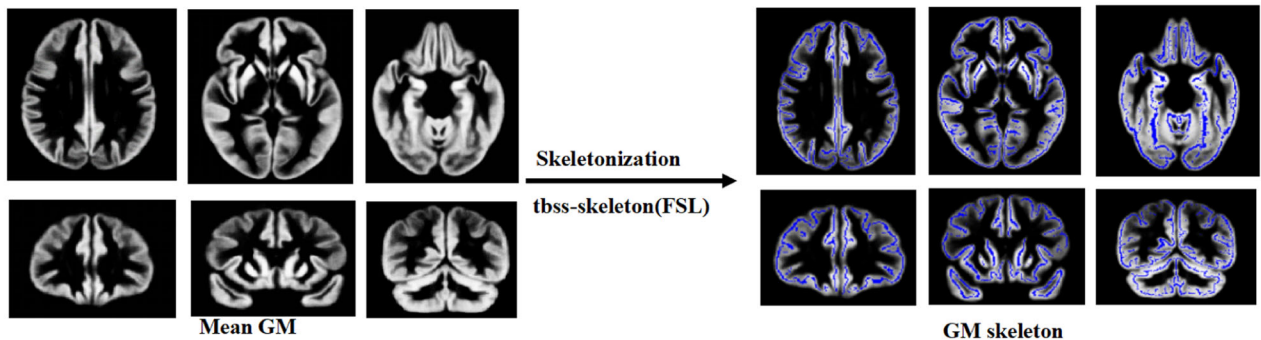 Skeletonization
tbss-skeleton(FSL)
Mean GM
GM skeleton